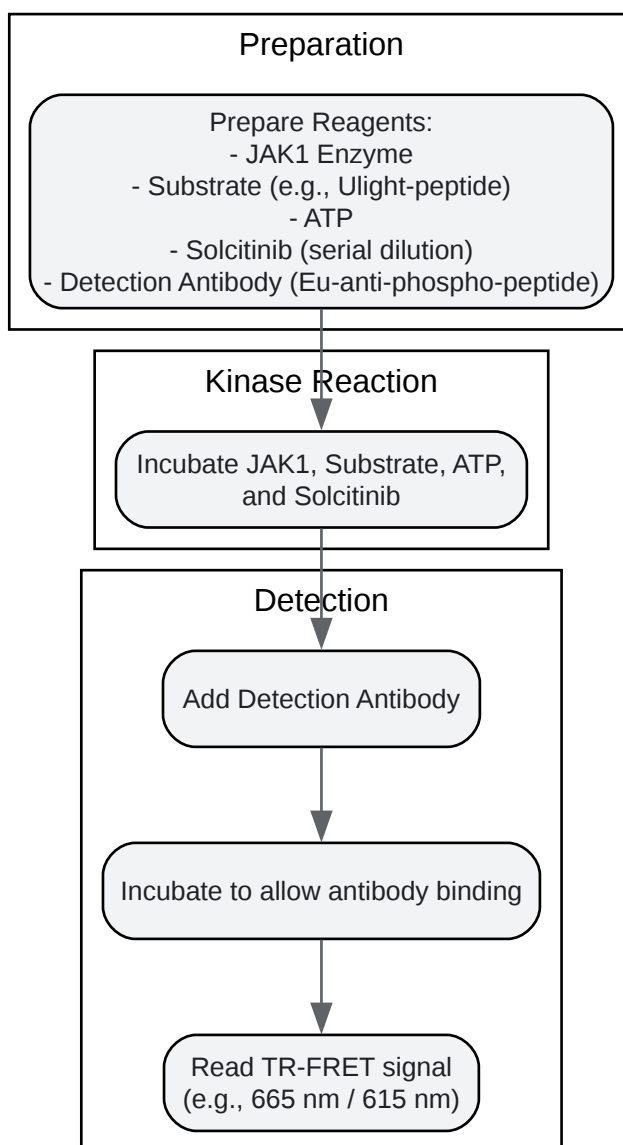 Preparation
Prepare Reagents:
- JAK1 Enzyme
- Substrate (e.g., Ulight-peptide)
- ATP
- Solcitinib (serial dilution)
- Detection Antibody (Eu-anti-phospho-peptide)
Kinase Reaction
Incubate JAK1, Substrate, ATP,
and Solcitinib
Detection
Add Detection Antibody
Incubate to allow antibody binding
Read TR-FRET signal
(e.g., 665 nm / 615 nm)